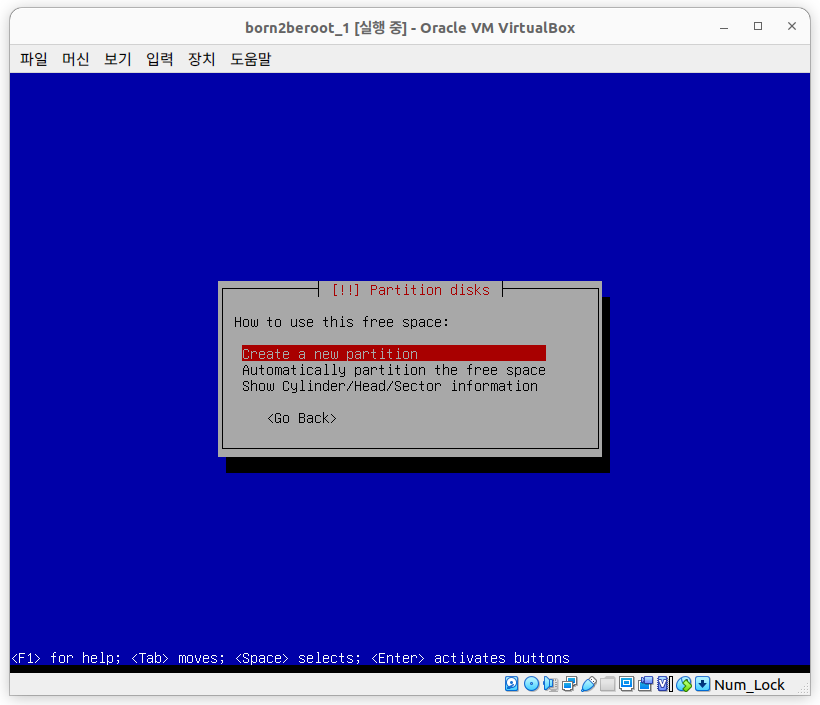 born2beroot_1 [실행 중] - Oracle VM VirtualBox
파일 머신 보기 입력 장치 도움말
[!!] Partition disks
How to use this free space:
Create a new partition
Automatically partition the free space
Show Cylinder/Head/Sector information
<Go Back>
<F1> for help; <Tab> moves; <Space> selects; <Enter> activates buttons
Num_Lock